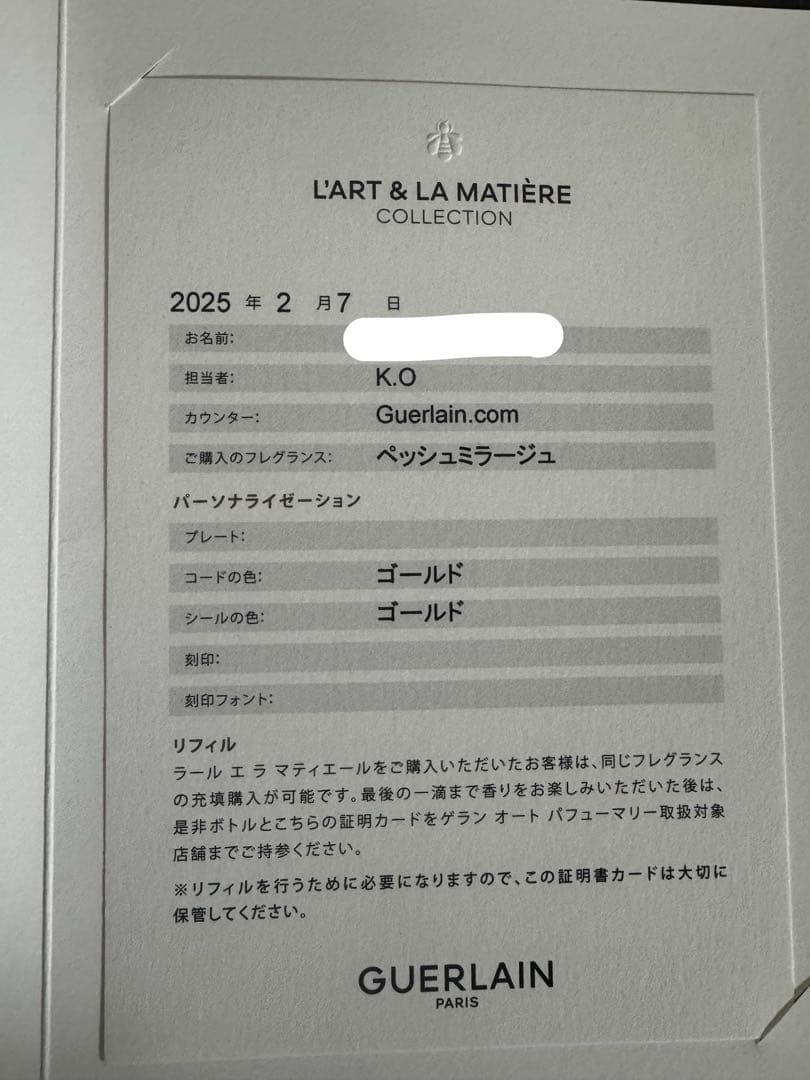 L'ART & LA MATIÈRE
COLLECTION
2025 年 2 月 7 日
お名前:
担当者: K.O
カウンター: Guerlain.com
ご購入のフレグランス: ペッシュミラージュ
パーソナライゼーション
プレート:
コードの色: ゴールド
シールの色: ゴールド
刻印:
刻印フォント:
リフィル
ラール エ ラ マティエールをご購入いただいたお客様は、同じフレグランス
の充填購入が可能です。最後の一滴まで香りをお楽しみいただいた後は、
是非ボトルとこちらの証明カードをゲラン オート パフューマリー取扱対象
店舗までご持参ください。
※リフィルを行うために必要になりますので、この証明書カードは大切に
保管してください。
GUERLAIN
PARIS